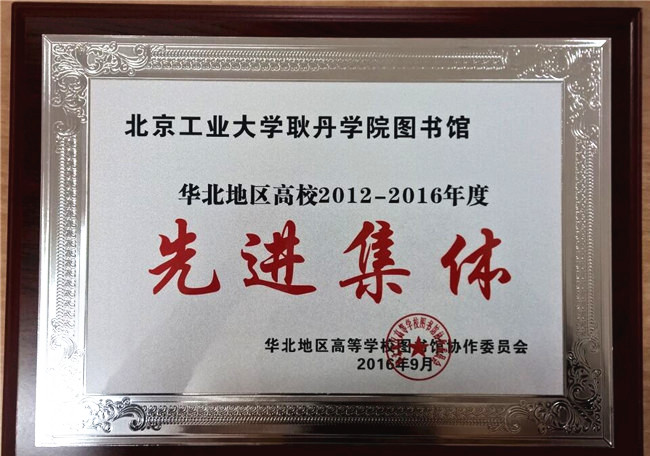 北京工业大学耿丹学院图书馆
华北地区高校2012-2016年度
先进集体
华北地区高等学校图书馆协作委员会
2016年9月